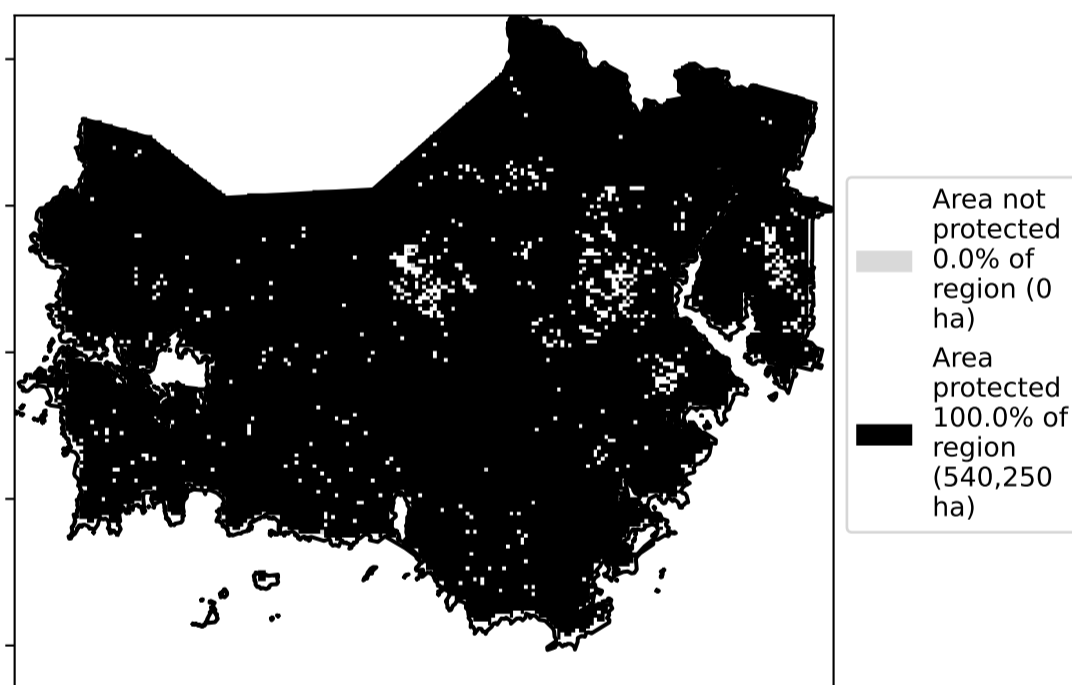 Area not
protected
0.0% of
region (0
ha)
Area
protected
100.0% of
region
(540,250
ha)